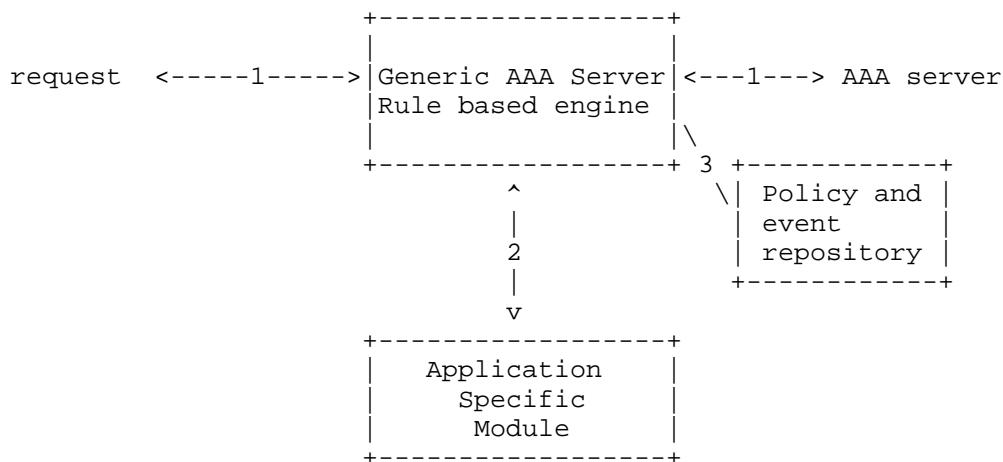 request <-----1-----> Generic AAA Server <---1---> AAA server
Rule based engine
3
Policy and
event
2
repository
Application
Specific
Module